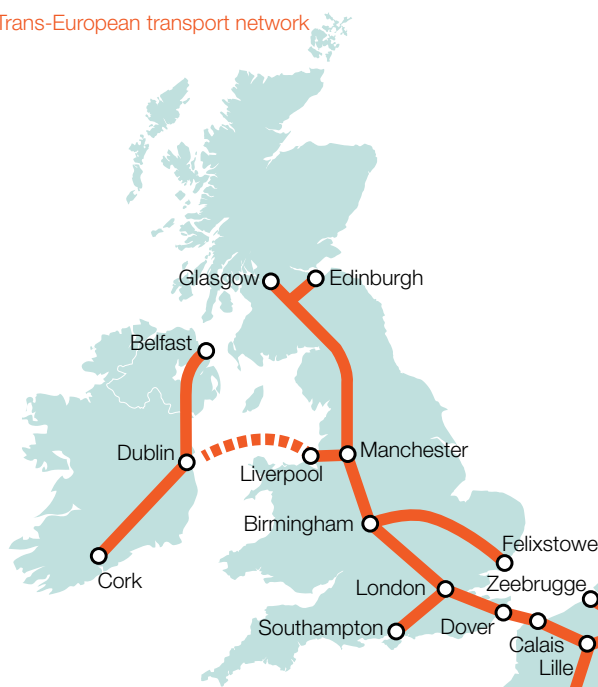 Trans-European transport network
Glasgow
Edinburgh
Belfast
Dublin
Manchester
Liverpool
Birmingham
Felixstowe
Cork
London
Zeebrugge
Southampton
Dover
Calais
Lille